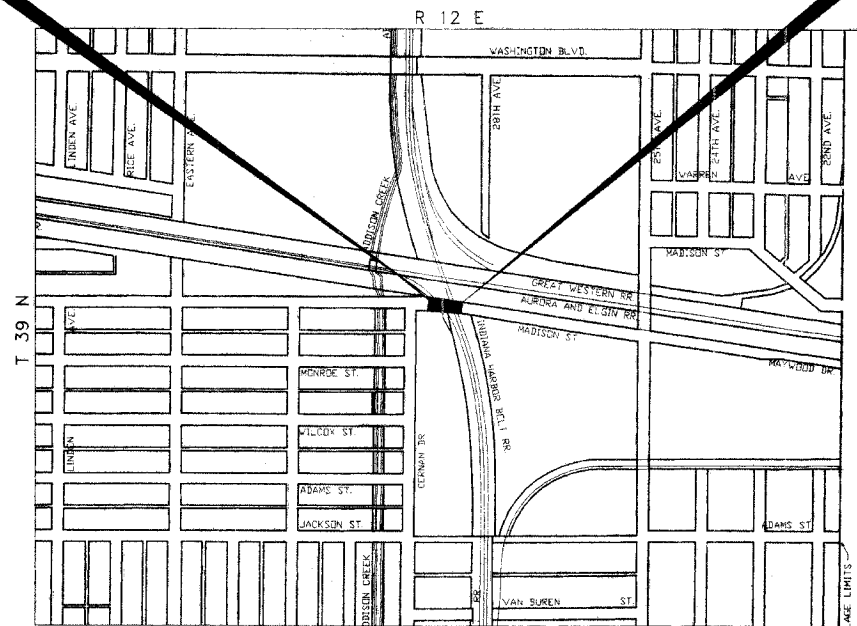 R 12 E
WASHINGTON BLVD.
28TH AVE.
LINDEN AVE.
RICE AVE.
EASTERN
25TH AVE.
24TH AVE.
22ND AVE.
WARREN
AVE
ADDISON CREEK
MADISON ST
GREAT WESTERN RR.
AURORA AND ELGIN RR.
MADISON ST.
MAYWOOD DR
T 39 N
AVE.
MONROE ST.
WILCOX ST.
LINDEN
ADAMS ST.
JACKSON ST.
CERNAN DR
INDIANA HARBOR BELT RR
ADAMS ST
ADDISON CREEK
RR
VAN BUREN ST.
LIMITS